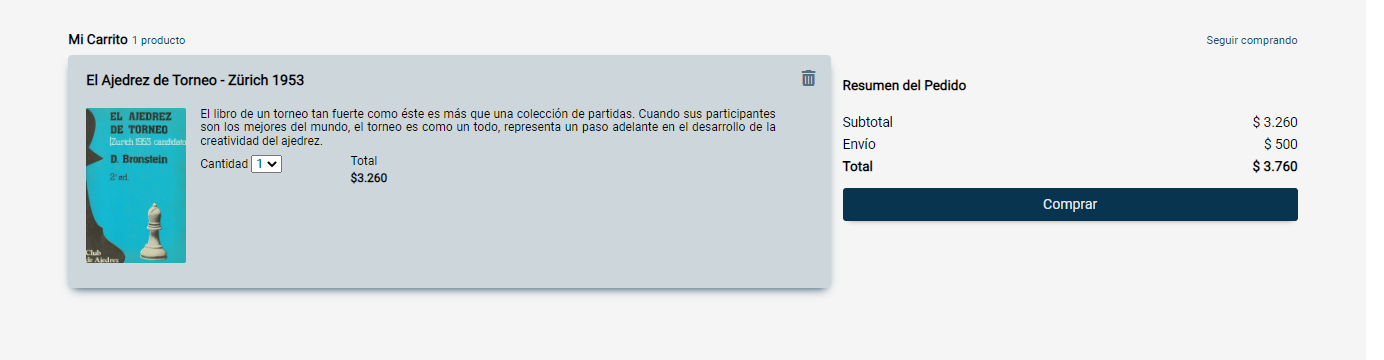 Mi Carrito 1 producto
Seguir comprando
El Ajedrez de Torneo - Zürich 1953
EL AJEDREZ
DE TORNEO
[Zurich 1953 candidato
D. Bronstein
2ª ed.
Club
de Ajedrez
El libro de un torneo tan fuerte como éste es más que una colección de partidas. Cuando sus participantes
son los mejores del mundo, el torneo es como un todo, representa un paso adelante en el desarrollo de la
creatividad del ajedrez.
Cantidad 1
Total
$3.260
Resumen del Pedido
Subtotal $ 3.260
Envío $ 500
Total $ 3.760
Comprar